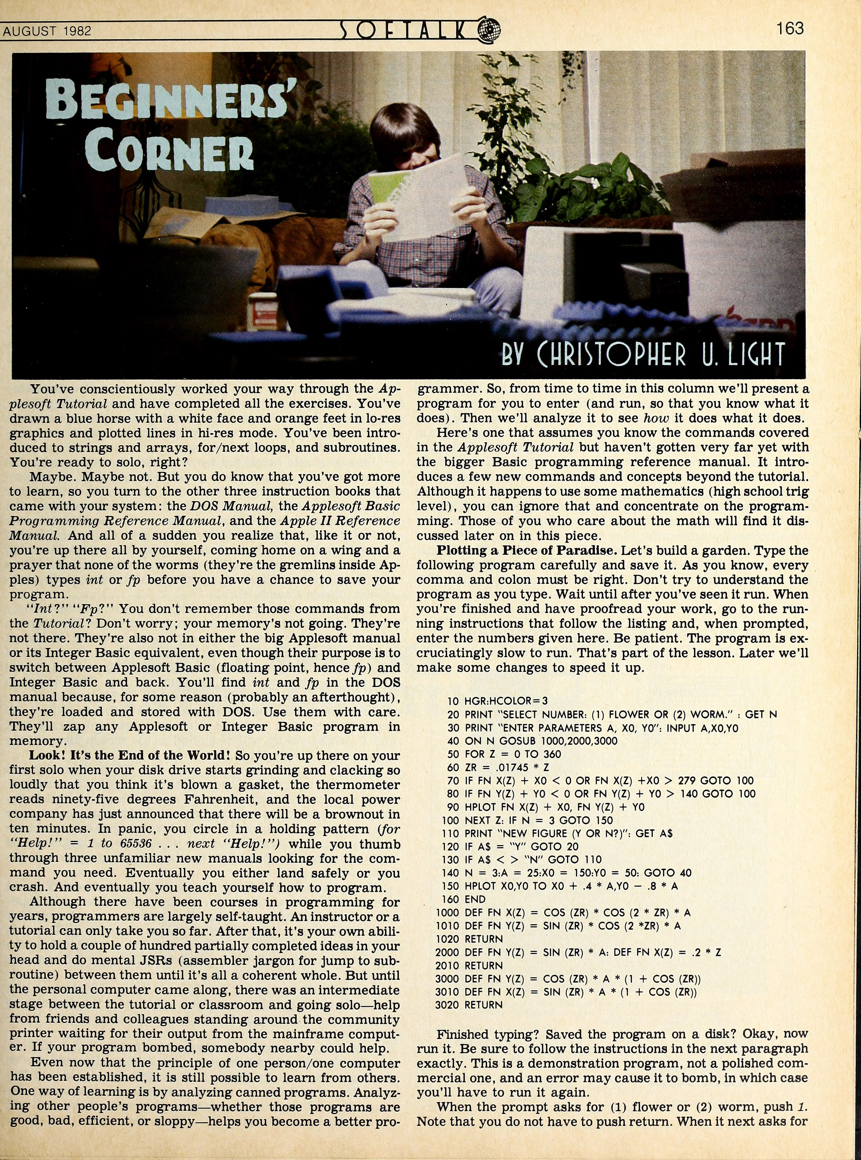 AUGUST 1982
SOFTALK
163
BEGINNERS'
CORNER
BY CHRISTOPHER U. LIGHT
You've conscientiously worked your way through the Ap-
plesoft Tutorial and have completed all the exercises. You've
drawn a blue horse with a white face and orange feet in lo-res
graphics and plotted lines in hi-res mode. You've been intro-
duced to strings and arrays, for/next loops, and subroutines.
You're ready to solo, right?
Maybe. Maybe not. But you do know that you've got more
to learn, so you turn to the other three instruction books that
came with your system: the DOS Manual, the Applesoft Basic
Programming Reference Manual, and the Apple II Reference
Manual. And all of a sudden you realize that, like it or not,
you're up there all by yourself, coming home on a wing and a
prayer that none of the worms (they're the gremlins inside Ap-
ples) types int or fp before you have a chance to save your
program.
"Int?" "Fp?" You don't remember those commands from
the Tutorial? Don't worry; your memory's not going. They're
not there. They're also not in either the big Applesoft manual
or its Integer Basic equivalent, even though their purpose is to
switch between Applesoft Basic (floating point, hence fp) and
Integer Basic and back. You'll find int and fp in the DOS
manual because, for some reason (probably an afterthought),
they're loaded and stored with DOS. Use them with care.
They'll zap any Applesoft or Integer Basic program in
memory.
Look! It's the End of the World! So you're up there on your
first solo when your disk drive starts grinding and clacking so
loudly that you think it's blown a gasket, the thermometer
reads ninety-five degrees Fahrenheit, and the local power
company has just announced that there will be a brownout in
ten minutes. In panic, you circle in a holding pattern (for
"Help!" = 1 to 65536 . . . next "Help!") while you thumb
through three unfamiliar new manuals looking for the com-
mand you need. Eventually you either land safely or you
crash. And eventually you teach yourself how to program.
Although there have been courses in programming for
years, programmers are largely self-taught. An instructor or a
tutorial can only take you so far. After that, it's your own abili-
ty to hold a couple of hundred partially completed ideas in your
head and do mental JSRs (assembler jargon for jump to sub-
routine) between them until it's all a coherent whole. But until
the personal computer came along, there was an intermediate
stage between the tutorial or classroom and going solo—help
from friends and colleagues standing around the community
printer waiting for their output from the mainframe comput-
er. If your program bombed, somebody nearby could help.
Even now that the principle of one person/one computer
has been established, it is still possible to learn from others.
One way of learning is by analyzing canned programs. Analyz-
ing other people's programs—whether those programs are
good, bad, efficient, or sloppy—helps you become a better pro-
grammer. So, from time to time in this column we'll present a
program for you to enter (and run, so that you know what it
does). Then we'll analyze it to see how it does what it does.
Here's one that assumes you know the commands covered
in the Applesoft Tutorial but haven't gotten very far yet with
the bigger Basic programming reference manual. It intro-
duces a few new commands and concepts beyond the tutorial.
Although it happens to use some mathematics (high school trig
level), you can ignore that and concentrate on the program-
ming. Those of you who care about the math will find it dis-
cussed later on in this piece.
Plotting a Piece of Paradise. Let's build a garden. Type the
following program carefully and save it. As you know, every
comma and colon must be right. Don't try to understand the
program as you type. Wait until after you've seen it run. When
you're finished and have proofread your work, go to the run-
ning instructions that follow the listing and, when prompted,
enter the numbers given here. Be patient. The program is ex-
cruciatingly slow to run. That's part of the lesson. Later we'll
make some changes to speed it up.
10 HGR:HCOLOR=3
20 PRINT "SELECT NUMBER: (1) FLOWER OR (2) WORM." : GET N
30 PRINT "ENTER PARAMETERS A, X0, Y0": INPUT A,X0,Y0
40 ON N GOSUB 1000,2000,3000
50 FOR Z = 0 TO 360
60 ZR = .01745 * Z
70 IF FN X(Z) + X0 < 0 OR FN X(Z) +X0 > 279 GOTO 100
80 IF FN Y(Z) + Y0 < 0 OR FN Y(Z) + Y0 > 140 GOTO 100
90 HPLOT FN X(Z) + X0, FN Y(Z) + Y0
100 NEXT Z: IF N = 3 GOTO 150
110 PRINT "NEW FIGURE (Y OR N?)": GET A$
120 IF A$ = "Y" GOTO 20
130 IF A$ < > "N" GOTO 110
140 N = 3:A = 25:X0 = 150:Y0 = 50: GOTO 40
150 HPLOT X0,Y0 TO X0 + .4 * A,Y0 - .8 * A
160 END
1000 DEF FN X(Z) = COS (ZR) * COS (2 * ZR) * A
1010 DEF FN Y(Z) = SIN (ZR) * COS (2 *ZR) * A
1020 RETURN
2000 DEF FN Y(Z) = SIN (ZR) * A: DEF FN X(Z) = .2 * Z
2010 RETURN
3000 DEF FN Y(Z) = COS (ZR) * A * (1 + COS (ZR))
3010 DEF FN X(Z) = SIN (ZR) * A * (1 + COS (ZR))
3020 RETURN
Finished typing? Saved the program on a disk? Okay, now
run it. Be sure to follow the instructions in the next paragraph
exactly. This is a demonstration program, not a polished com-
mercial one, and an error may cause it to bomb, in which case
you'll have to run it again.
When the prompt asks for (1) flower or (2) worm, push 1.
Note that you do not have to push return. When it next asks for